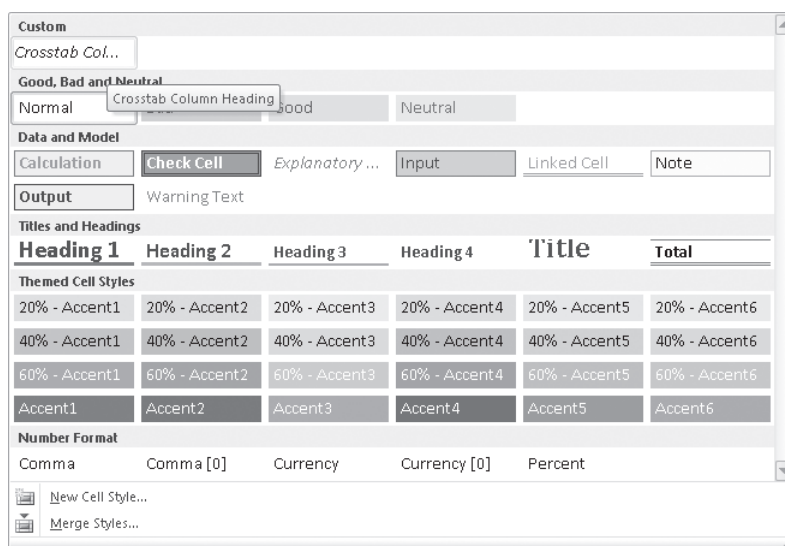 Custom
Crosstab Col...
Good, Bad and Neutral
Crosstab Column Heading
Normal Good Neutral
Data and Model
Calculation Check Cell Explanatory ... Input Linked Cell Note
Output Warning Text
Titles and Headings
Heading 1 Heading 2 Heading 3 Heading 4 Title Total
Themed Cell Styles
20% - Accent1 20% - Accent2 20% - Accent3 20% - Accent4 20% - Accent5 20% - Accent6
40% - Accent1 40% - Accent2 40% - Accent3 40% - Accent4 40% - Accent5 40% - Accent6
60% - Accent1 60% - Accent2 60% - Accent3 60% - Accent4 60% - Accent5 60% - Accent6
Accent1 Accent2 Accent3 Accent4 Accent5 Accent6
Number Format
Comma Comma [0] Currency Currency [0] Percent
New Cell Style...
Merge Styles...